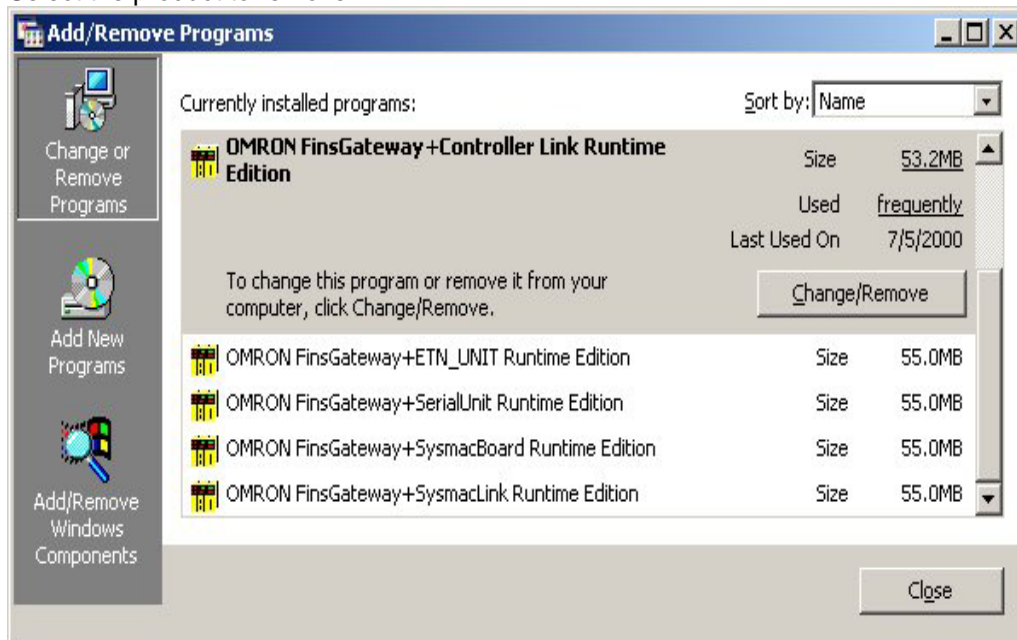 Add/Remove Programs
Change or
Remove
Programs
Add New
Programs
Add/Remove
Windows
Components
Currently installed programs:
Sort by: Name
OMRON FinsGateway+Controller Link Runtime
Edition
Size 53.2MB
Used frequently
Last Used On 7/5/2000
To change this program or remove it from your
computer, click Change/Remove.
Change/Remove
OMRON FinsGateway+ETN_UNIT Runtime Edition Size 55.0MB
OMRON FinsGateway+SerialUnit Runtime Edition Size 55.0MB
OMRON FinsGateway+SysmacBoard Runtime Edition Size 55.0MB
OMRON FinsGateway+SysmacLink Runtime Edition Size 55.0MB
Close